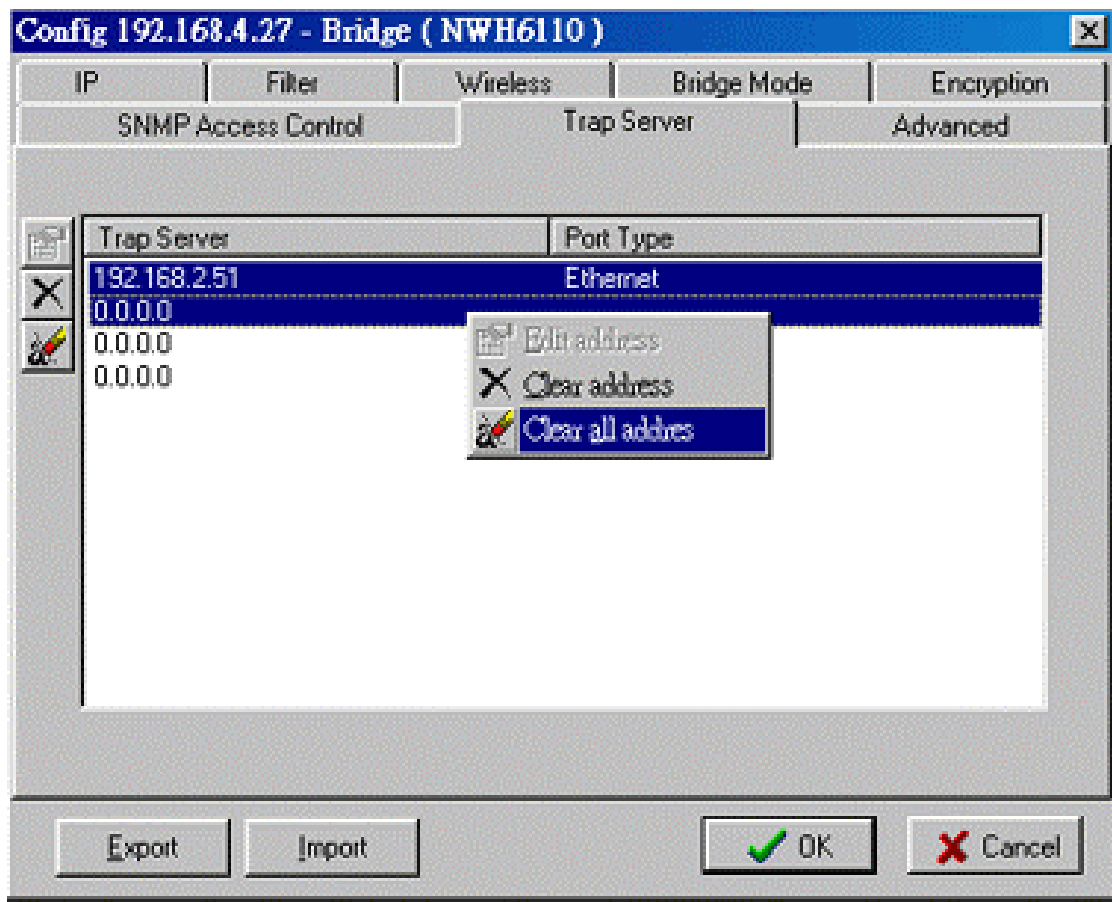 Config 192.168.4.27 - Bridge ( NWH6110 )
IP Filter Wireless Bridge Mode Encryption
SNMP Access Control Trap Server Advanced
Trap Server Port Type
192.168.2.51 Ethernet
0.0.0.0
0.0.0.0
0.0.0.0
Edit address
Clear address
Clear all addres
Export Import OK Cancel